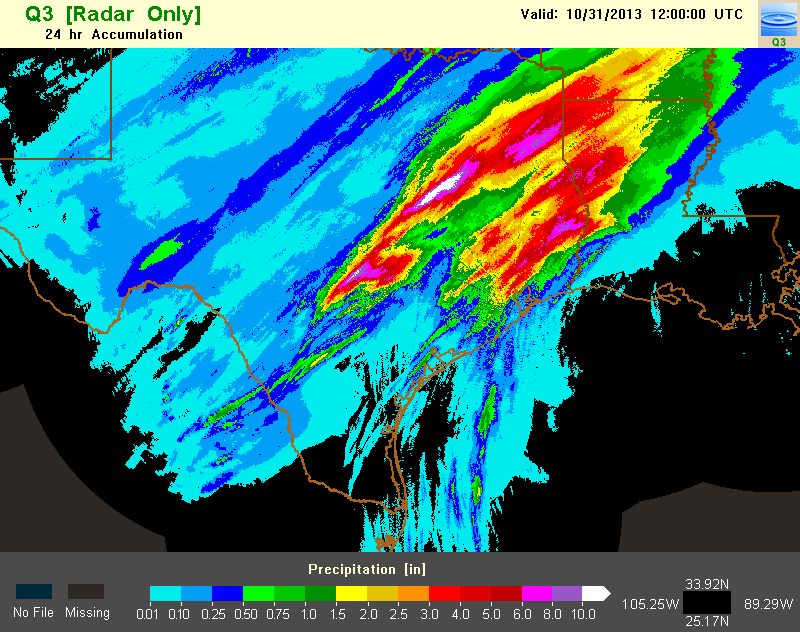 Q3 [Radar Only]
24 hr Accumulation
Valid: 10/31/2013 12:00:00 UTC
Q3
Precipitation [in]
No File
Missing
0.01 0.10 0.25 0.50 0.75 1.0 1.5 2.0 2.5 3.0 4.0 5.0 6.0 8.0 10.0
33.92N
105.25W 89.29W
25.17N